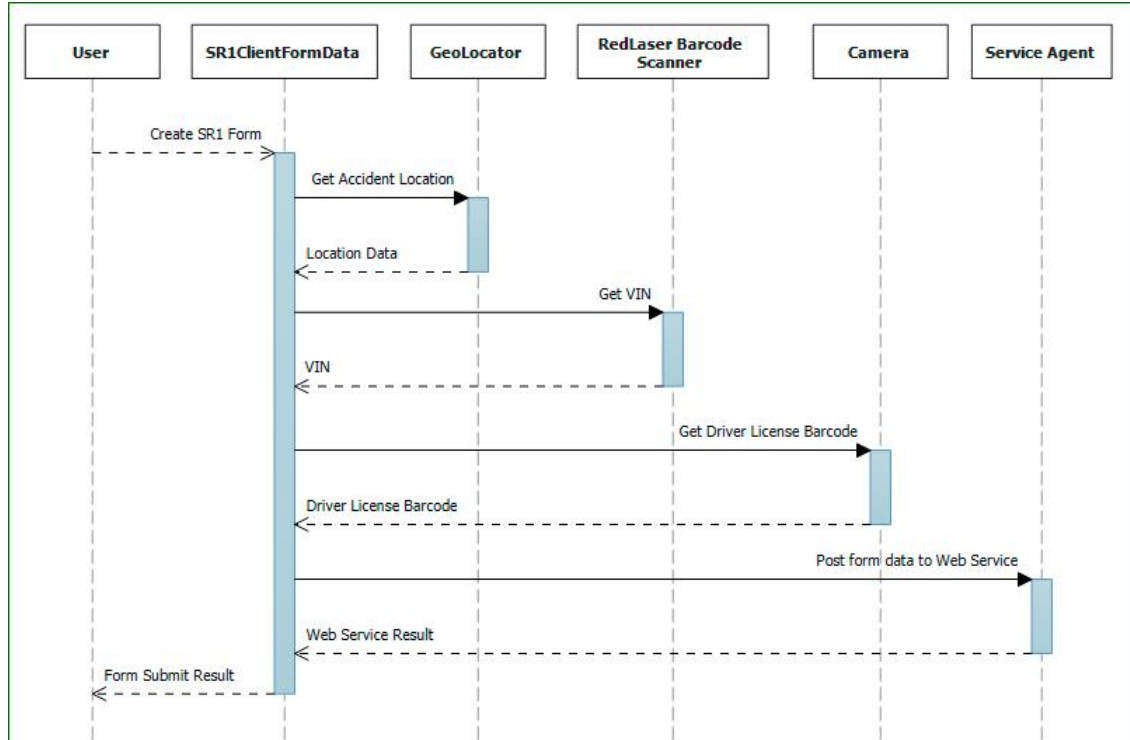 User
SR1ClientFormData
GeoLocator
RedLaser Barcode
Scanner
Camera
Service Agent
Create SR1 Form
Get Accident Location
Location Data
Get VIN
VIN
Get Driver License Barcode
Driver License Barcode
Post form data to Web Service
Web Service Result
Form Submit Result